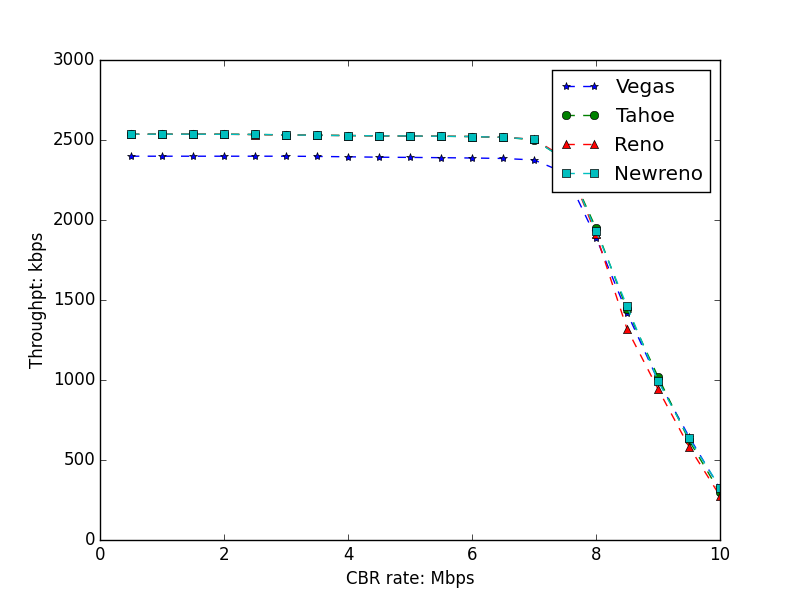 3000
2500
2000
1500
1000
500
0
Throughpt: kbps
Vegas
Tahoe
Reno
Newreno
0 2 4 6 8 10
CBR rate: Mbps